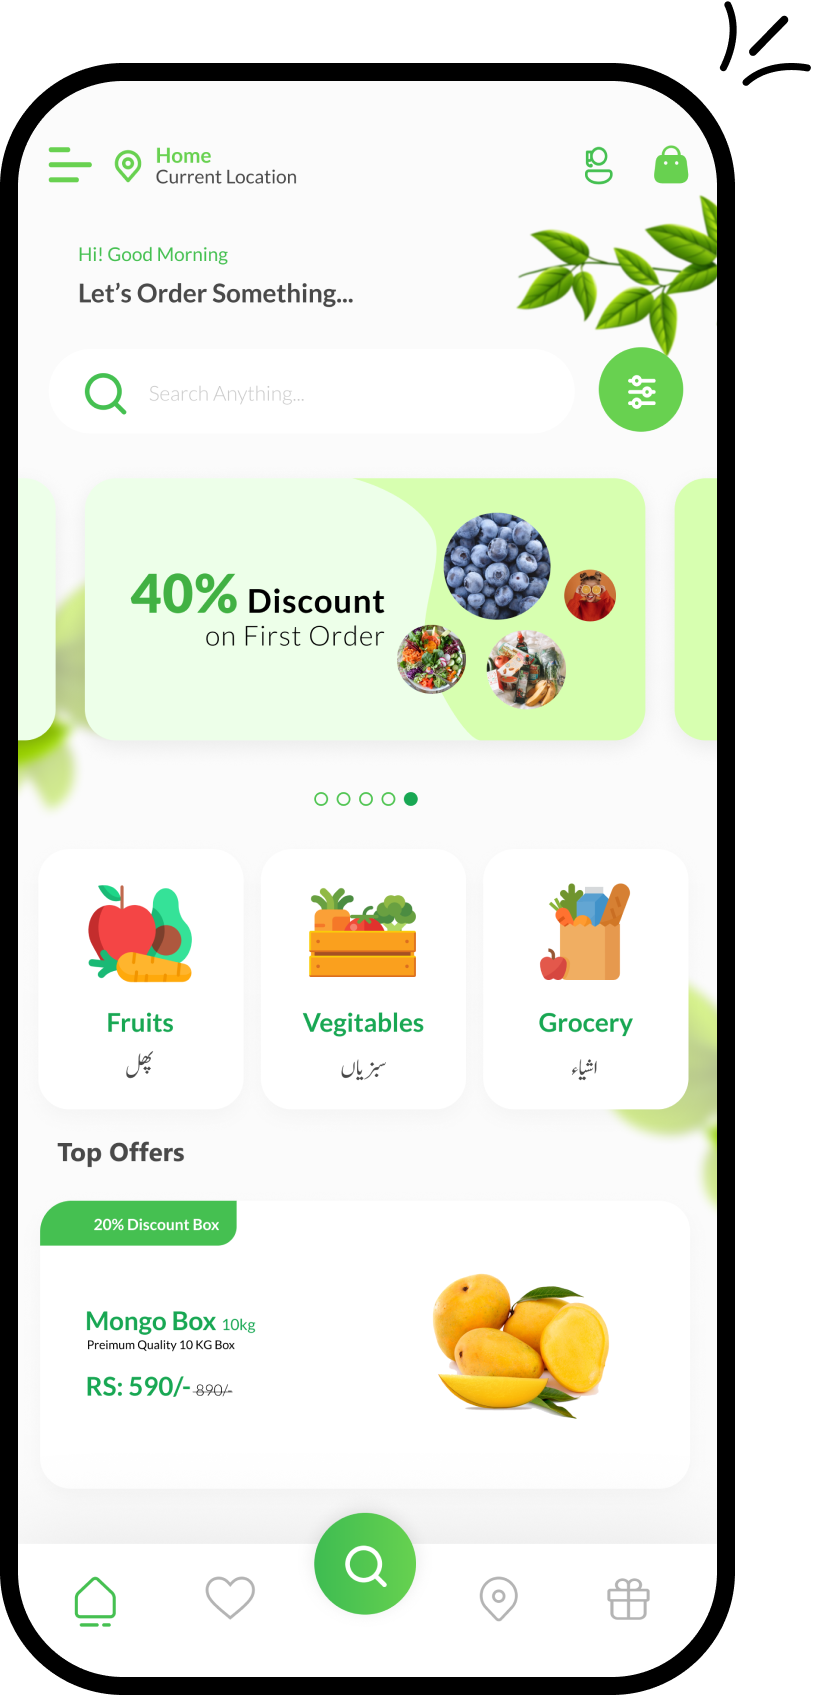 Home
Current Location
Hi! Good Morning
Let’s Order Something...
Search Anything...
40% Discount
on First Order
Fruits
پھل
Vegitables
سبزیاں
Grocery
اشیاء
Top Offers
20% Discount Box
Mongo Box 10kg
Preimum Quality 10 KG Box
RS: 590/- 890/-